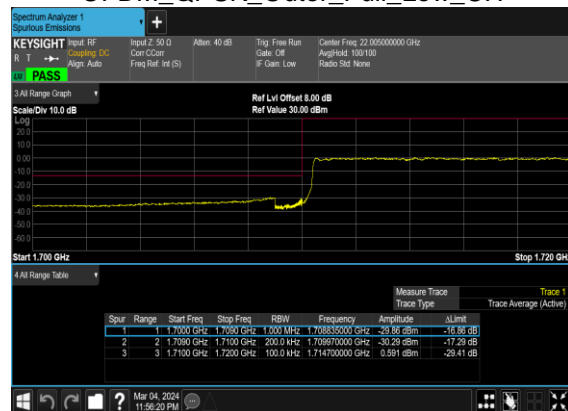 Spectrum Analyzer 1
Spurious Emissions
+
KEYSIGHT Input: RF Input Z: 50 Ω Atten: 40 dB Trig: Free Run Center Freq: 22.005000000 GHz
R T Coupling: DC Corr CCorr Gate: Off Avg|Hold: 100/100
Align: Auto Freq Ref: Int (S) IF Gain: Low Radio Std: None
PASS
3 All Range Graph
Ref Lvl Offset 8.00 dB
Scale/Div 10.0 dB Ref Value 30.00 dBm
Log
20.0
10.0
0.00
-10.0
-20.0
-30.0
-40.0
-50.0
-60.0
Start 1.700 GHz Stop 1.720 GH
4 All Range Table
Measure Trace Trace 1
Trace Type Trace Average (Active)
Spur Range Start Freq Stop Freq RBW Frequency Amplitude ΔLimit
1 1 1.7000 GHz 1.7090 GHz 1.000 MHz 1.708835000 GHz -29.86 dBm -16.86 dB
2 2 1.7090 GHz 1.7100 GHz 200.0 kHz 1.709970000 GHz -30.29 dBm -17.29 dB
3 3 1.7100 GHz 1.7200 GHz 100.0 kHz 1.714700000 GHz 0.591 dBm -29.41 dB
? Mar 04, 2024
11:56:20 PM